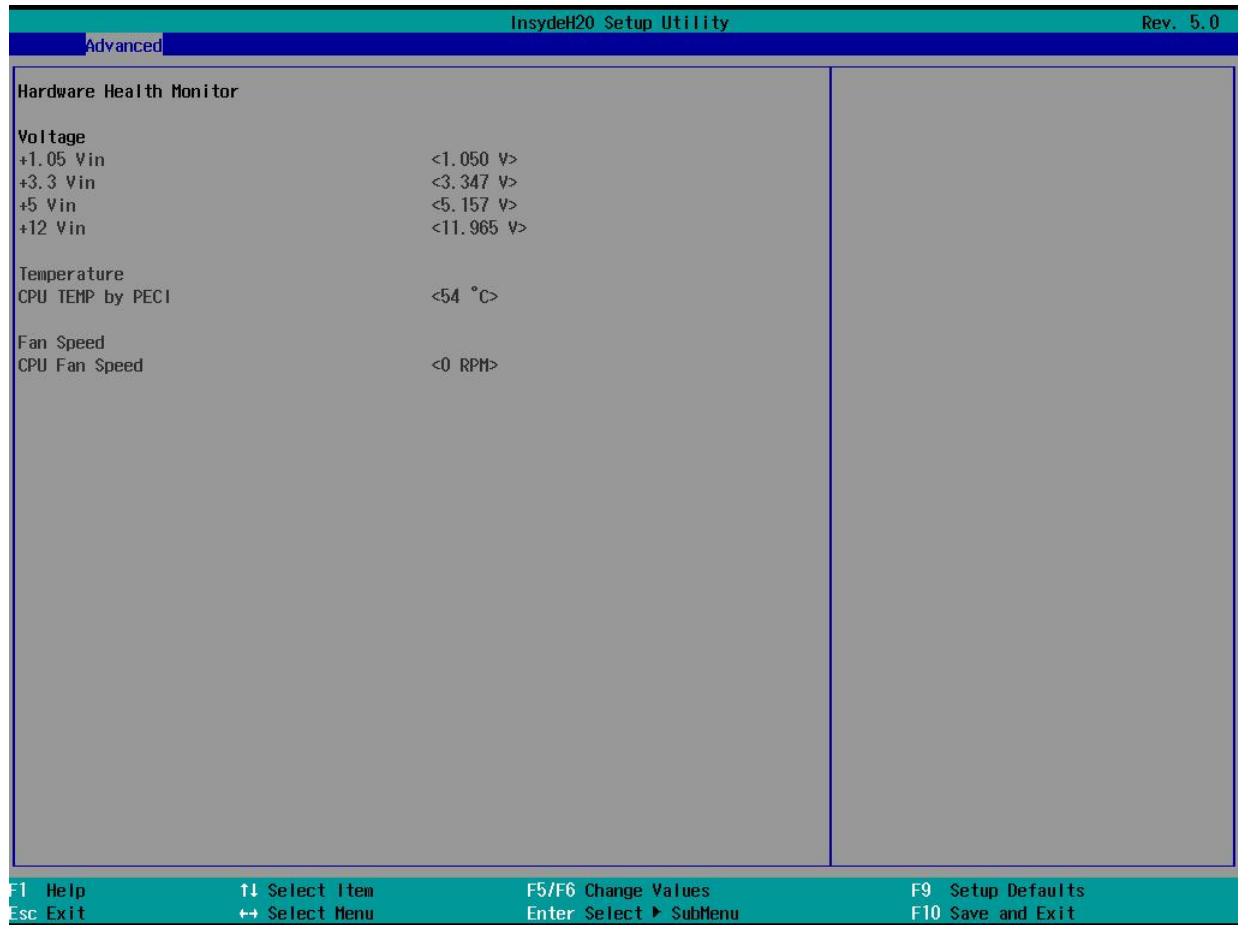 InsydeH20 Setup Utility Rev. 5.0
Advanced
Hardware Health Monitor
Voltage
+1.05 Vin <1.050 V>
+3.3 Vin <3.347 V>
+5 Vin <5.157 V>
+12 Vin <11.965 V>
Temperature
CPU TEMP by PECI <54 °C>
Fan Speed
CPU Fan Speed <0 RPM>
F1 Help ↑↓ Select Item F5/F6 Change Values F9 Setup Defaults
Esc Exit ←→ Select Menu Enter Select ▶ SubMenu F10 Save and Exit